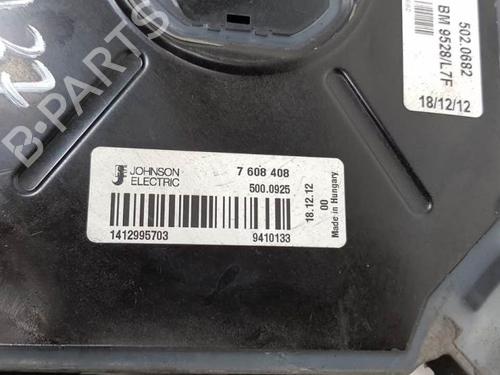 502.0682
BM 9528/L7F
18/12/12
B-PARTS
JOHNSON
ELECTRIC
7 608 408
500.0925
1412995703
9410133
18.12.12
00
Made in Hungary